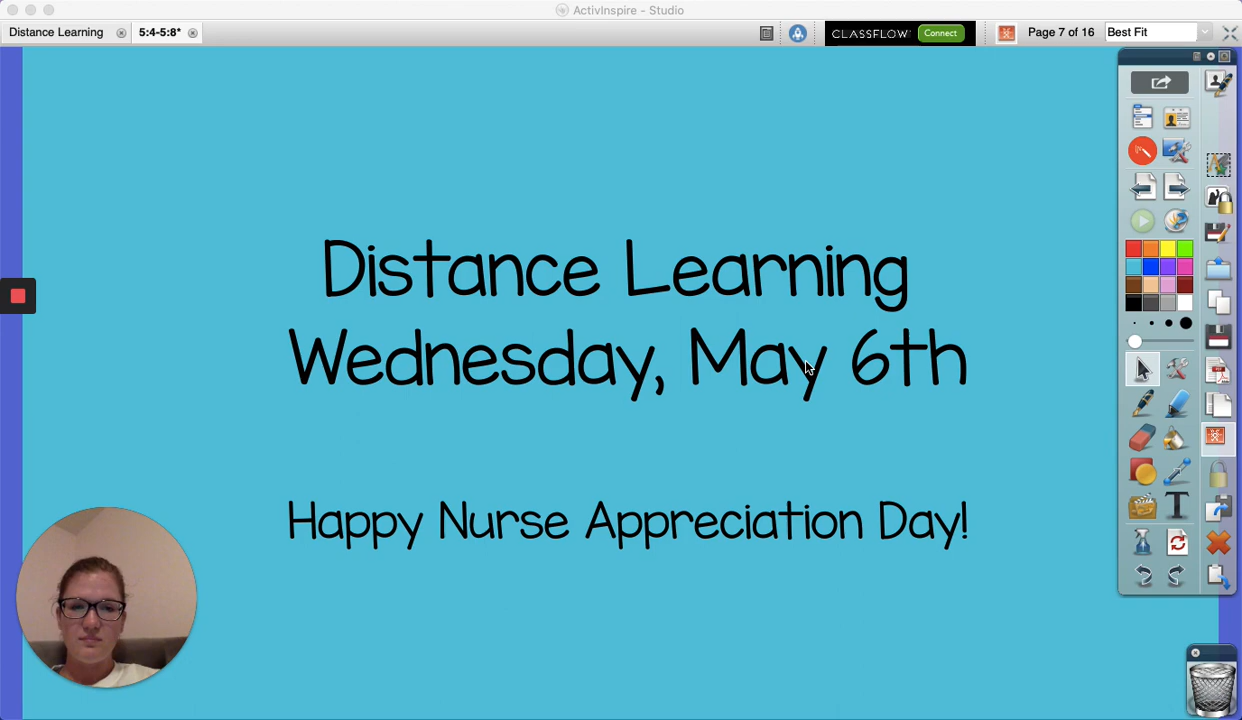 ActivInspire - Studio
Distance Learning
5:4-5:8*
CLASSFLOW Connect
Page 7 of 16
Best Fit
Distance Learning
Wednesday, May 6th
Happy Nurse Appreciation Day!